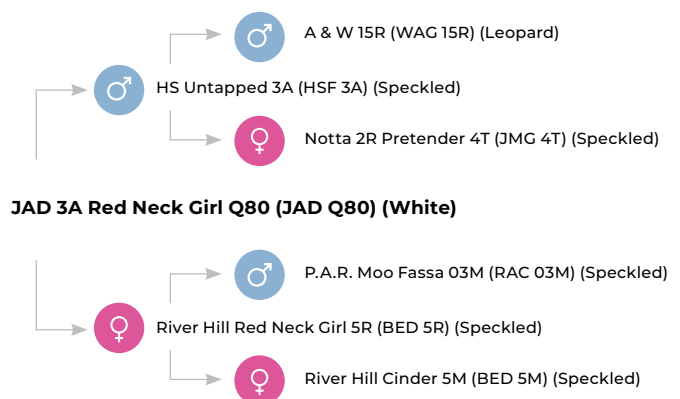 A & W 15R (WAG 15R) (Leopard)
HS Untapped 3A (HSF 3A) (Speckled)
Notta 2R Pretender 4T (JMG 4T) (Speckled)
JAD 3A Red Neck Girl Q80 (JAD Q80) (White)
P.A.R. Moo Fassa 03M (RAC 03M) (Speckled)
River Hill Red Neck Girl 5R (BED 5R) (Speckled)
River Hill Cinder 5M (BED 5M) (Speckled)